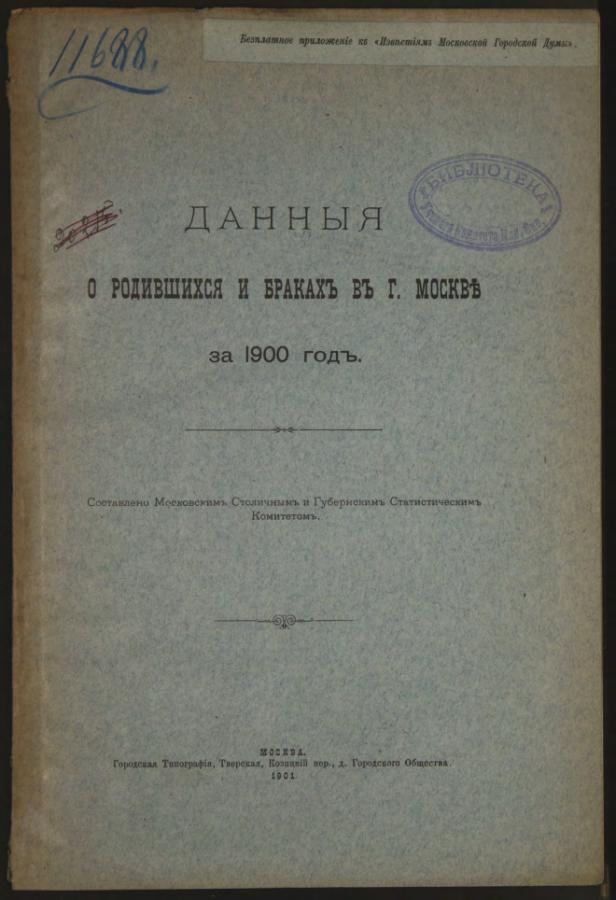 11688.
Безплатное приложеніе къ «Извѣстіямъ Московской Городской Думы».
БИБЛІОТЕКА
ДАННЫЯ
О РОДИВШИХСЯ И БРАКАХЪ ВЪ Г. МОСКВѢ
за 1900 годъ.
Составлено Московскимъ Столичнымъ и Губернскимъ Статистическимъ
Комитетомъ.
МОСКВА.
Городская Типографія, Тверская, Козицкій пер., д. Городского Общества.
1901.